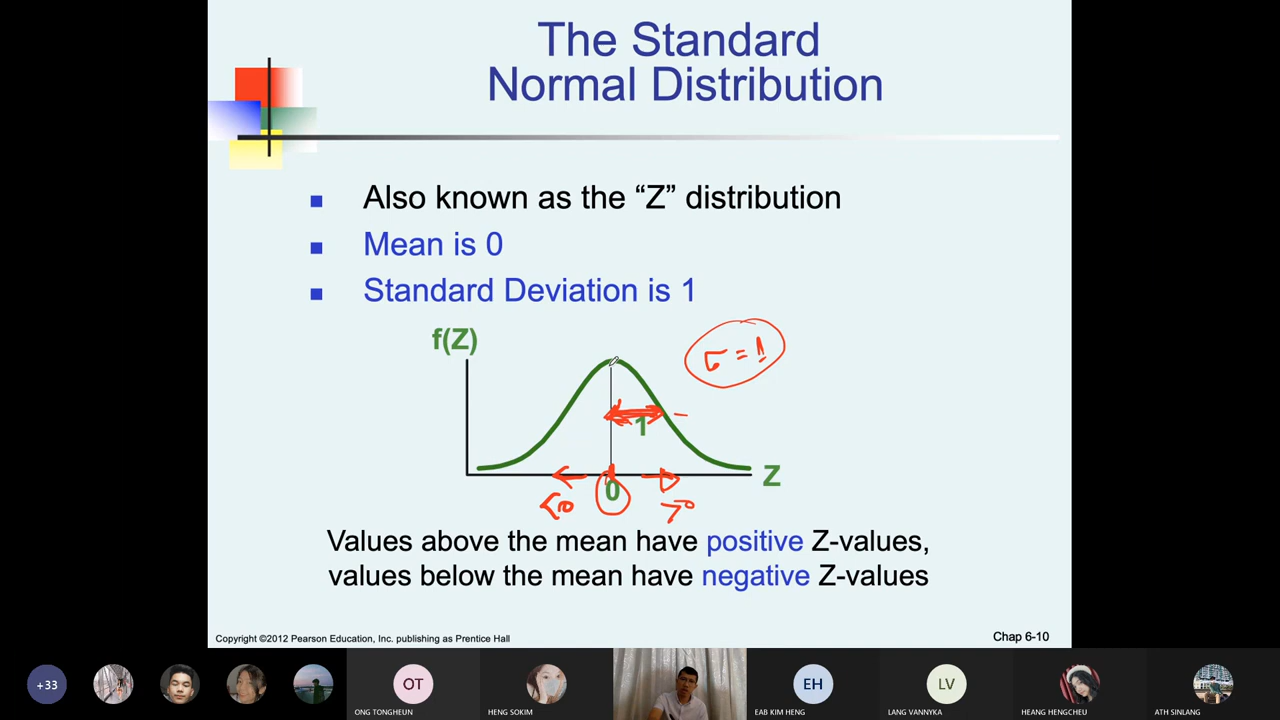 The Standard
Normal Distribution
Also known as the “Z” distribution
Mean is 0
Standard Deviation is 1
f(Z)
σ = 1
1
Z
0
<0
>0
Values above the mean have positive Z-values,
values below the mean have negative Z-values
Copyright ©2012 Pearson Education, Inc. publishing as Prentice Hall
Chap 6-10
+33
OT
EH
LV
ONG TONGHEUN
HENG SOKIM
EAB KIM HENG
LANG VANNYKA
HEANG HENGCHEU
ATH SINLANG